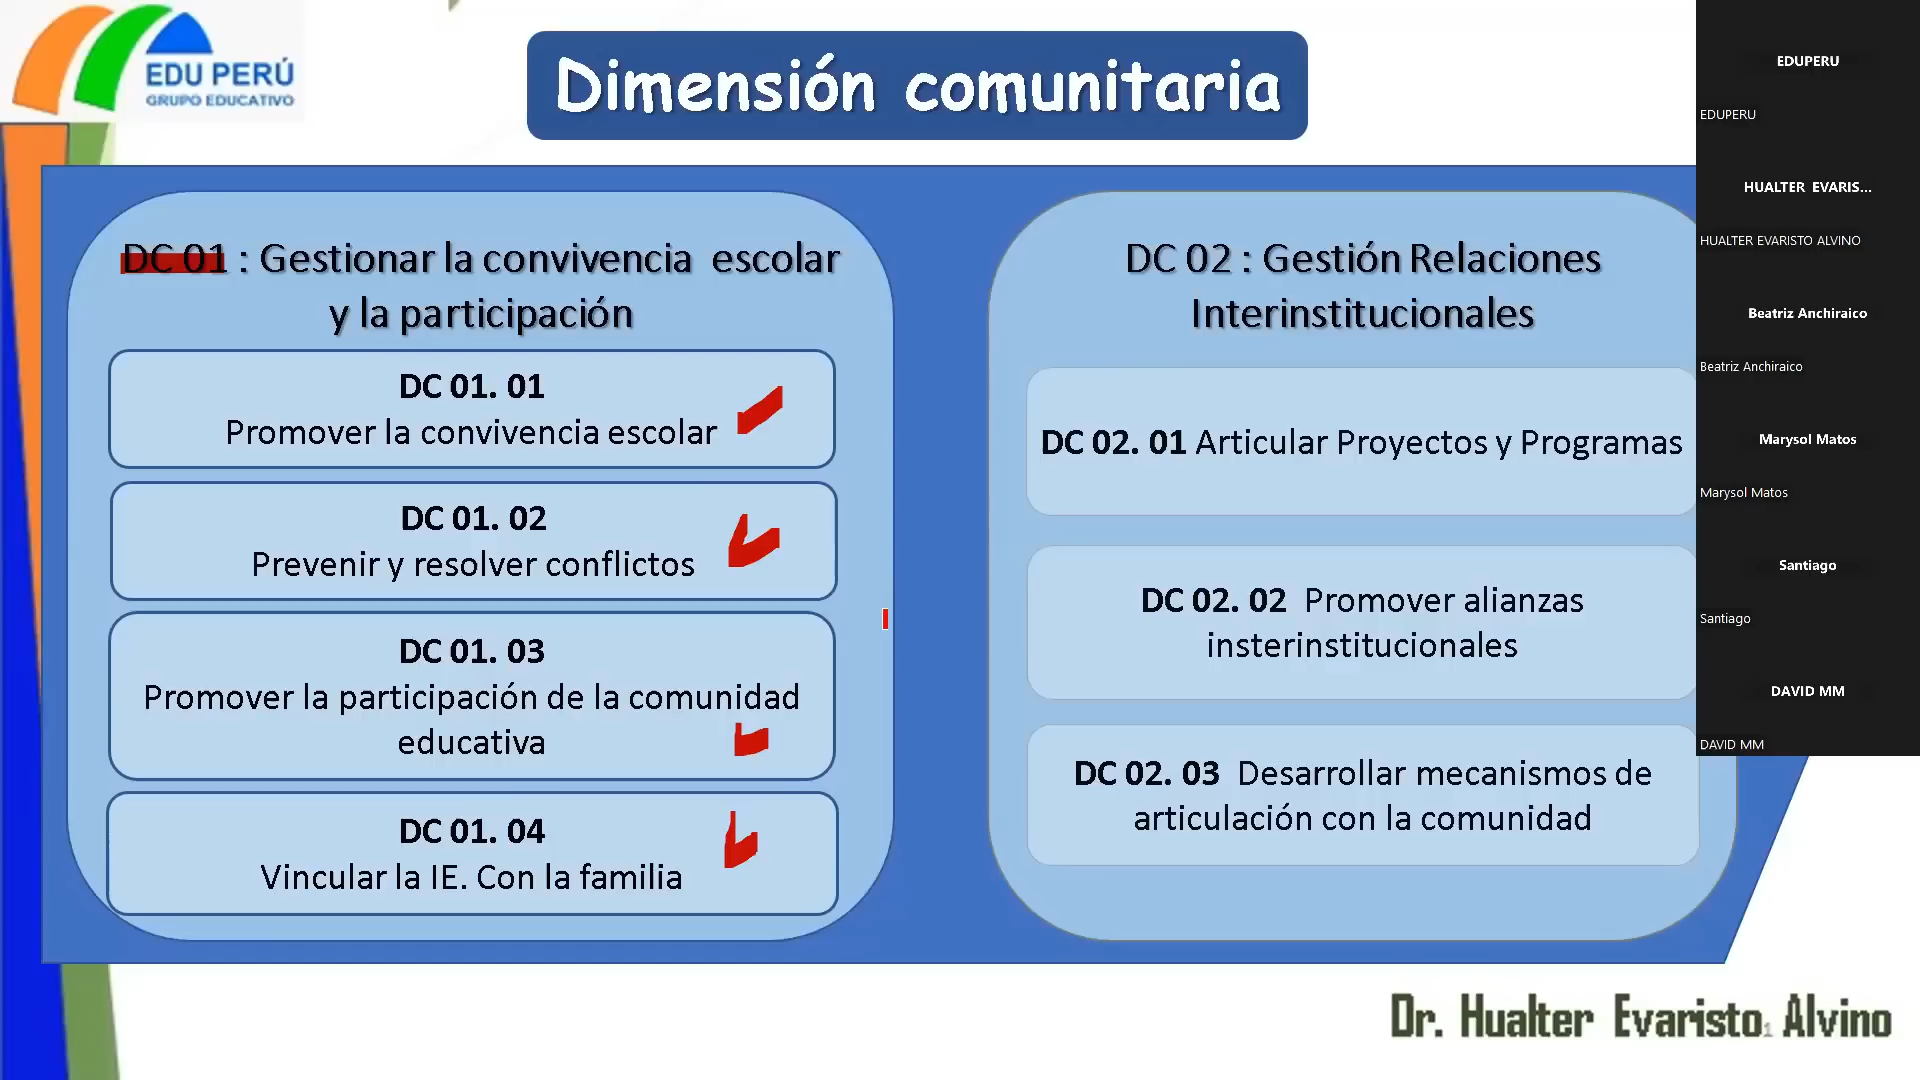 EDU PERÚ
GRUPO EDUCATIVO
Dimensión comunitaria
DC 01 : Gestionar la convivencia escolar
y la participación
DC 01. 01
Promover la convivencia escolar
DC 01. 02
Prevenir y resolver conflictos
DC 01. 03
Promover la participación de la comunidad
educativa
DC 01. 04
Vincular la IE. Con la familia
DC 02 : Gestión Relaciones
Interinstitucionales
DC 02. 01 Articular Proyectos y Programas
DC 02. 02 Promover alianzas
insterinstitucionales
DC 02. 03 Desarrollar mecanismos de
articulación con la comunidad
EDUPERU
EDUPERU
HUALTER EVARIS...
HUALTER EVARISTO ALVINO
Beatriz Anchiraico
Beatriz Anchiraico
Marysol Matos
Marysol Matos
Santiago
Santiago
DAVID MM
DAVID MM
Dr. Hualter Evaristo Alvino